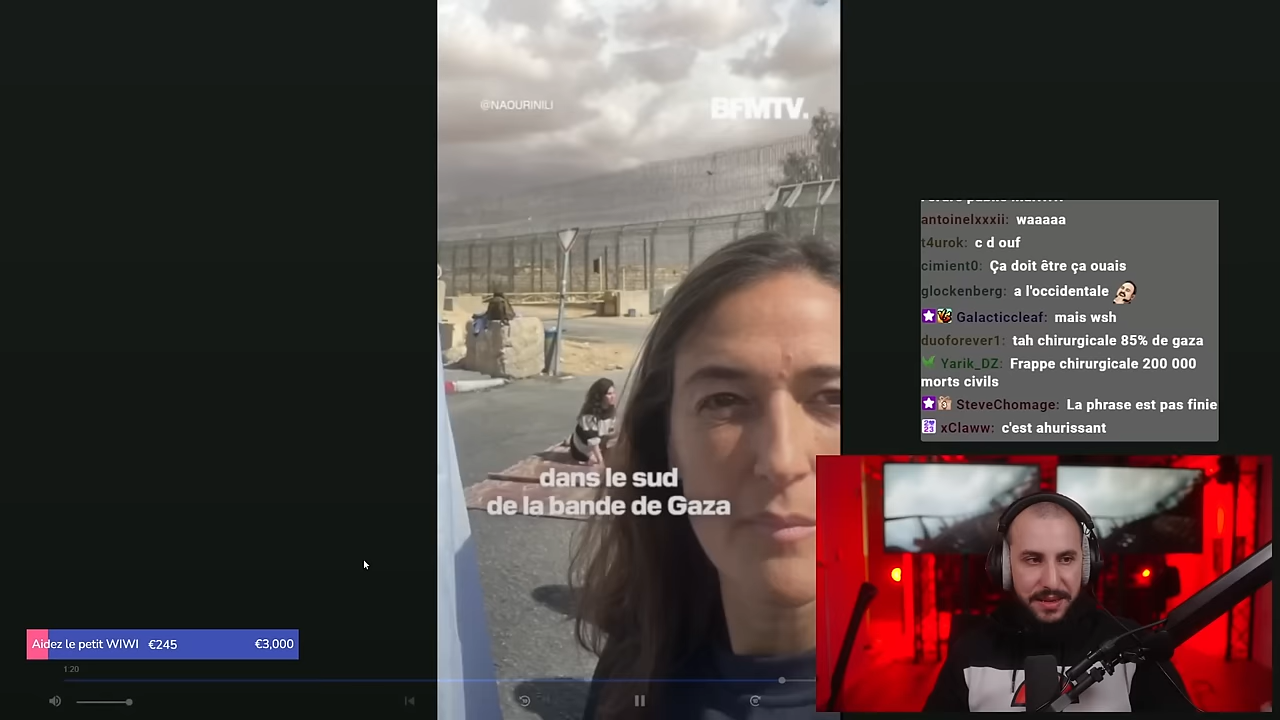 @NAOURINILI
BFMTV.
antoinelxxxii: waaaaa
t4urok: c d ouf
cimient0: Ça doit être ça ouais
glockenberg: a l'occidentale
Galacticcleaf: mais wsh
duoforever1: tah chirurgicale 85% de gaza
Yarik_DZ: Frappe chirurgicale 200 000
morts civils
SteveChomage: La phrase est pas finie
xClaww: c'est ahurissant
dans le sud
de la bande de Gaza
Aidez le petit WIWI €245 €3,000
1:20